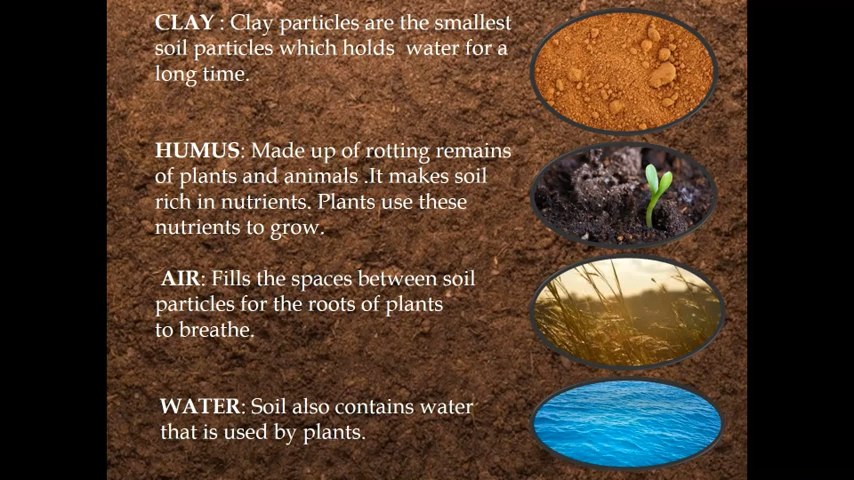 CLAY : Clay particles are the smallest
soil particles which holds  water for a
long time.
HUMUS: Made up of rotting remains
of plants and animals .It makes soil
rich in nutrients. Plants use these
nutrients to grow.
AIR: Fills the spaces between soil
particles for the roots of plants
to breathe.
WATER: Soil also contains water
that is used by plants.